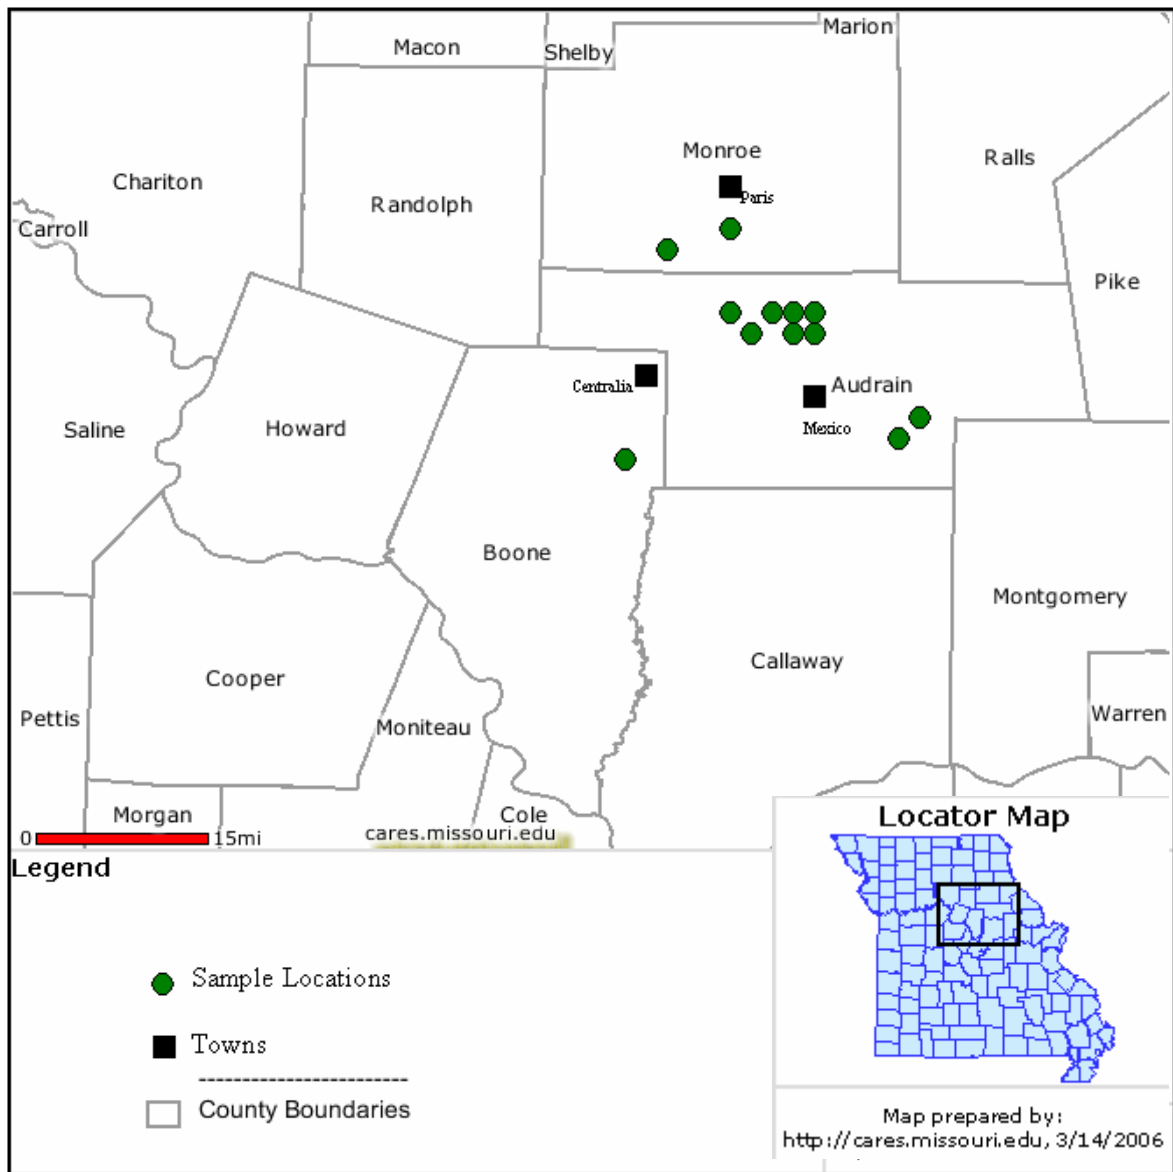 Marion
Macon
Shelby
Monroe
Ralls
Chariton
Paris
Randolph
Carroll
Pike
Centralia
Audrain
Saline
Howard
Mexico
Boone
Montgomery
Callaway
Cooper
Pettis
Moniteau
Warren
Morgan
Cole
0 15mi
cares.missouri.edu
Locator Map
Legend
Sample Locations
Towns
------------------------
County Boundaries
Map prepared by:
http://cares.missouri.edu, 3/14/2006